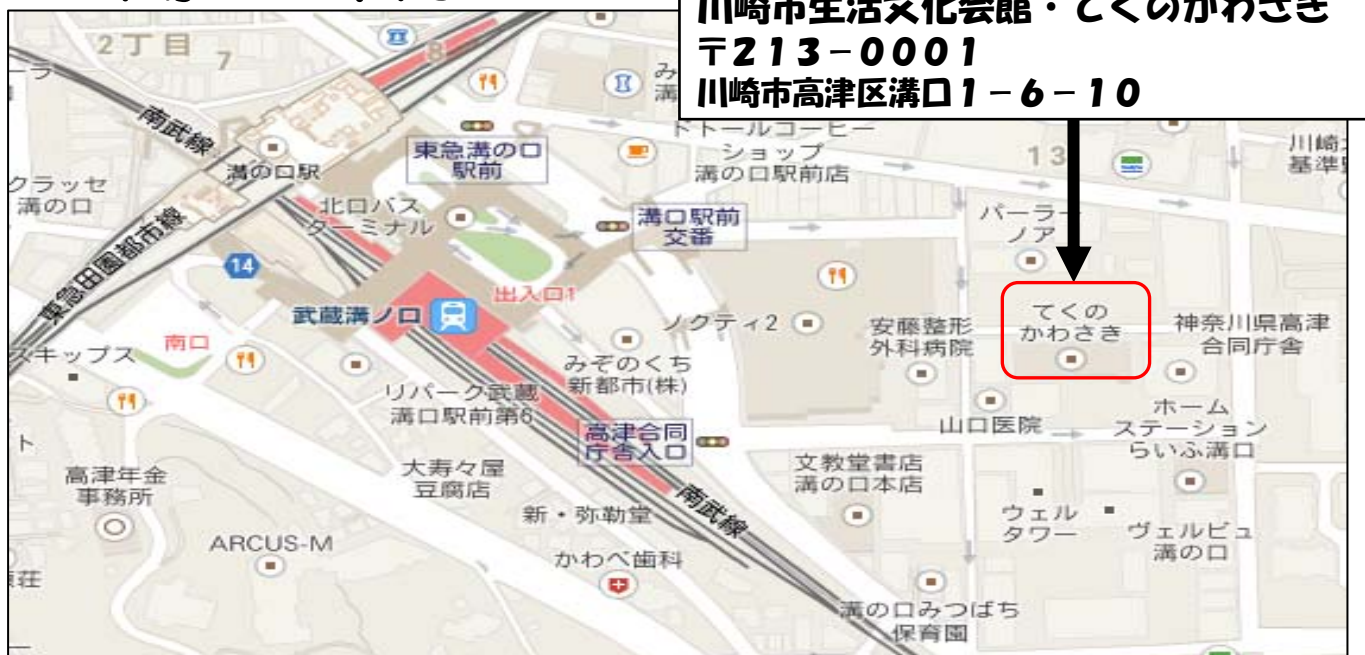 川崎市生活文化会館・てくのかわさき
〒213-0001
川崎市高津区溝口1-6-10
2丁目
7
8
南武線
溝の口駅
東急溝の口
駅前
ドトールコーヒー
ショップ
溝の口駅前店
13
川崎
基準
クラッセ
溝の口
北口バス
ターミナル
溝口駅前
交番
パーラー
ノア
東急田園都市線
14
武蔵溝ノ口
出入口1
ノクティ2
安藤整形
外科病院
てくの
かわさき
神奈川県高津
合同庁舎
スキップス
南口
みぞのくち
新都市(株)
リパーク武蔵
溝口駅前第6
高津合同
庁舎入口
山口医院
ホーム
ステーション
らいふ溝口
ト
高津年金
事務所
大寿々屋
豆腐店
文教堂書店
溝の口本店
南武線
新・弥勒堂
ウェル
タワー
ヴェルビュ
溝の口
ARCUS-M
かわべ歯科
荘
溝の口みつばち
保育園